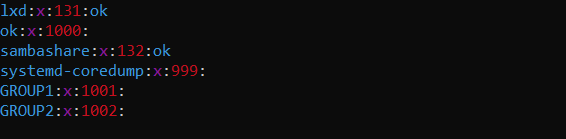 lxd:x:131:ok
ok:x:1000:
sambashare:x:132:ok
systemd-coredump:x:999:
GROUP1:x:1001:
GROUP2:x:1002: